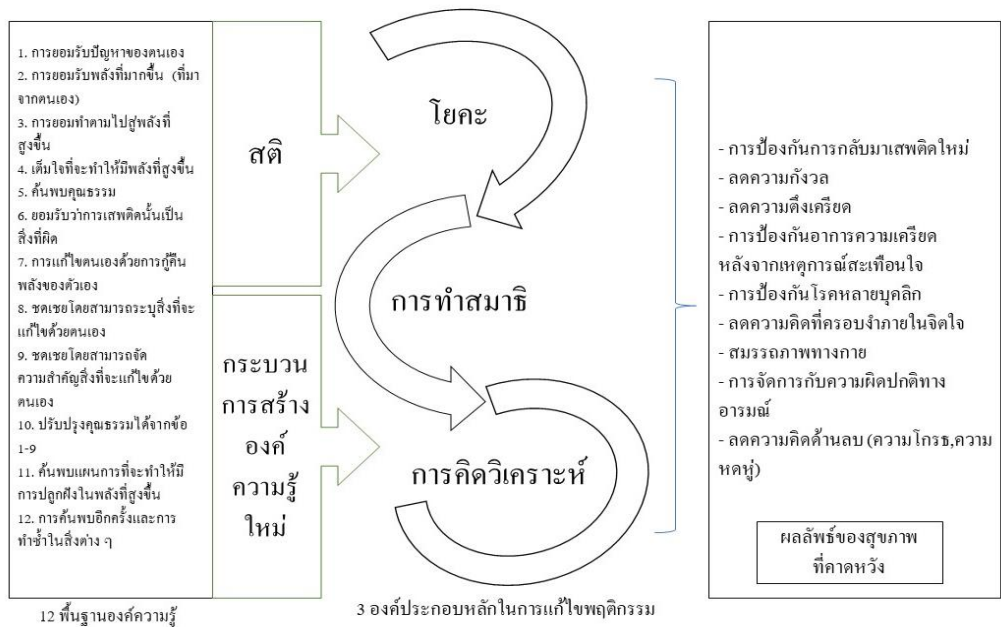 1. การยอมรับปัญหาของตนเอง
2. การยอมรับพลังที่มากขึ้น (ที่มา
จากตนเอง)
3. การยอมทำตามไปสู่พลังที่
สูงขึ้น
4. เต็มใจที่จะทำให้มีพลังที่สูงขึ้น
5. ค้นพบคุณธรรม
6. ยอมรับว่าการเสพติดนั้นเป็น
สิ่งที่ผิด
7. การแก้ไขตนเองด้วยการกู้คืน
พลังของตัวเอง
8. ชดเชยโดยสามารถระบุสิ่งที่จะ
แก้ไขด้วยตนเอง
9. ชดเชยโดยสามารถจัด
ความสำคัญสิ่งที่จะแก้ไขด้วย
ตนเอง
10. ปรับปรุงคุณธรรมได้จากข้อ
1-9
11. ค้นพบแผนการที่จะทำให้มี
การปลูกฝังในพลังที่สูงขึ้น
12. การค้นพบอีกครั้งและการ
ทำซ้ำในสิ่งต่าง ๆ
12 พื้นฐานองค์ความรู้
สติ
กระบวน
การสร้าง
องค์
ความรู้
ใหม่
โยคะ
การทำสมาธิ
การคิดวิเคราะห์
3 องค์ประกอบหลักในการแก้ไขพฤติกรรม
- การป้องกันการกลับมาเสพติดใหม่
- ลดความกังวล
- ลดความตึงเครียด
- การป้องกันอาการความเครียด
หลังจากเหตุการณ์สะเทือนใจ
- การป้องกันโรคหลายบุคลิก
- ลดความคิดที่ครอบงำภายในจิตใจ
- สมรรถภาพทางกาย
- การจัดการกับความผิดปกติทาง
อารมณ์
- ลดความคิดด้านลบ (ความโกรธ,ความ
หดหู่)
ผลลัพธ์ของสุขภาพ
ที่คาดหวัง